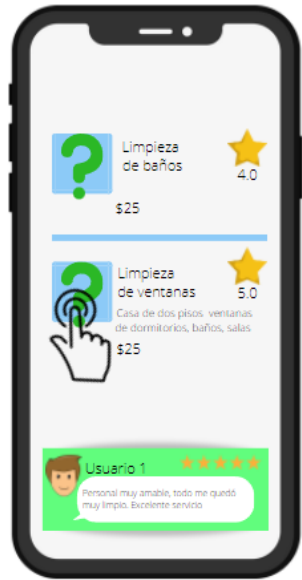 Limpieza
de baños
4.0
$25
Limpieza
de ventanas
5.0
Casa de dos pisos ventanas
de dormitorios, baños, salas
$25
Usuario 1
Personal muy amable, todo me quedó
muy limpio. Excelente servicio